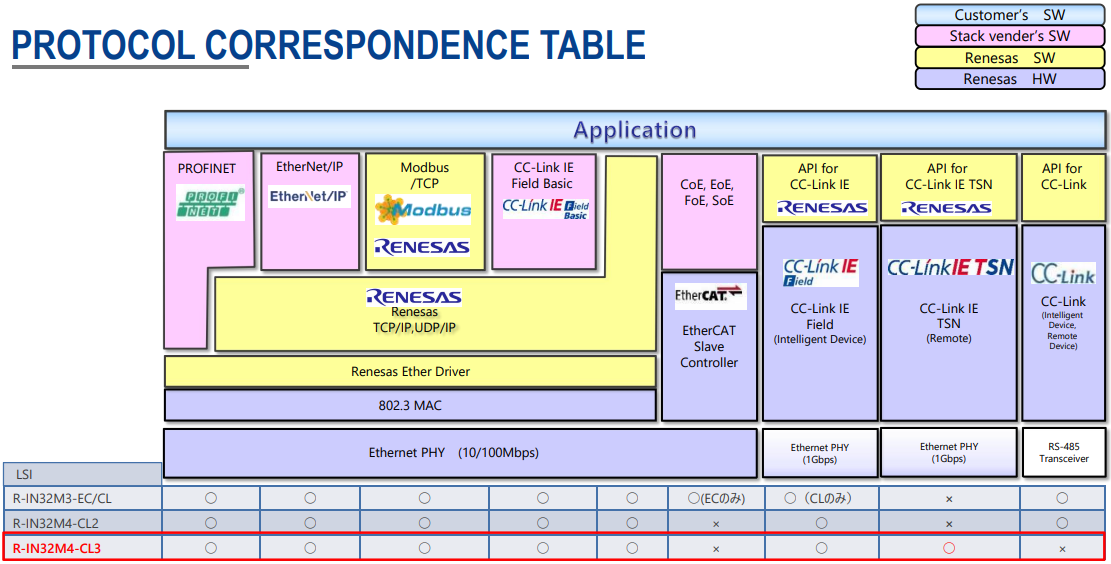 PROTOCOL CORRESPONDENCE TABLE
Customer's SW
Stack vender's SW
Renesas SW
Renesas HW
Application
PROFINET
PROFI
NET
EtherNet/IP
EtherNet/IP
Modbus
/TCP
Modbus
RENESAS
CC-Link IE
Field Basic
CC-Link IE Field
Basic
RENESAS
Renesas
TCP/IP,UDP/IP
CoE, EoE,
FoE, SoE
API for
CC-Link IE
RENESAS
API for
CC-Link IE TSN
RENESAS
API for
CC-Link
EtherCAT
EtherCAT
Slave
Controller
CC-Link IE
Field
CC-Link IE
Field
(Intelligent Device)
CC-Link IE TSN
CC-Link IE
TSN
(Remote)
CC-Link
CC-Link
(Intelligent
Device,
Remote
Device)
Renesas Ether Driver
802.3 MAC
Ethernet PHY (10/100Mbps)
Ethernet PHY
(1Gbps)
Ethernet PHY
(1Gbps)
RS-485
Transceiver
LSI
R-IN32M3-EC/CL ○ ○ ○ ○ ○ ○(ECのみ) ○（CLのみ） × ○
R-IN32M4-CL2 ○ ○ ○ ○ ○ × ○ × ○
R-IN32M4-CL3 ○ ○ ○ ○ ○ × ○ ○ ×